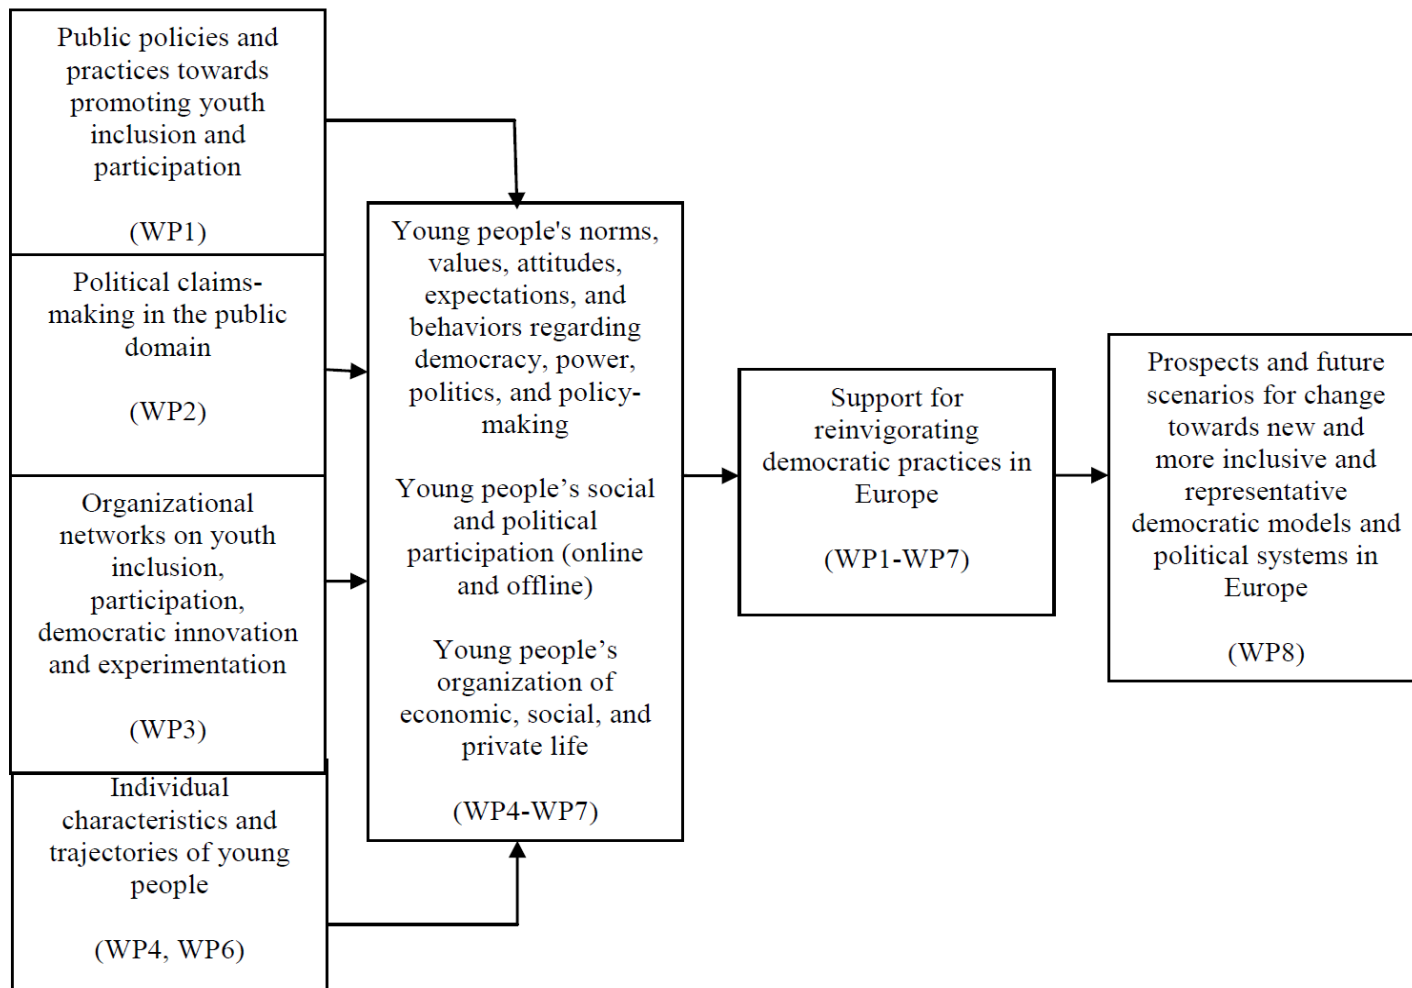 Public policies and
practices towards
promoting youth
inclusion and
participation
(WP1)
Political claims-
making in the public
domain
(WP2)
Organizational
networks on youth
inclusion,
participation,
democratic innovation
and experimentation
(WP3)
Individual
characteristics and
trajectories of young
people
(WP4, WP6)
Young people's norms,
values, attitudes,
expectations, and
behaviors regarding
democracy, power,
politics, and policy-
making
Young people’s social
and political
participation (online
and offline)
Young people’s
organization of
economic, social, and
private life
(WP4-WP7)
Support for
reinvigorating
democratic practices in
Europe
(WP1-WP7)
Prospects and future
scenarios for change
towards new and
more inclusive and
representative
democratic models and
political systems in
Europe
(WP8)